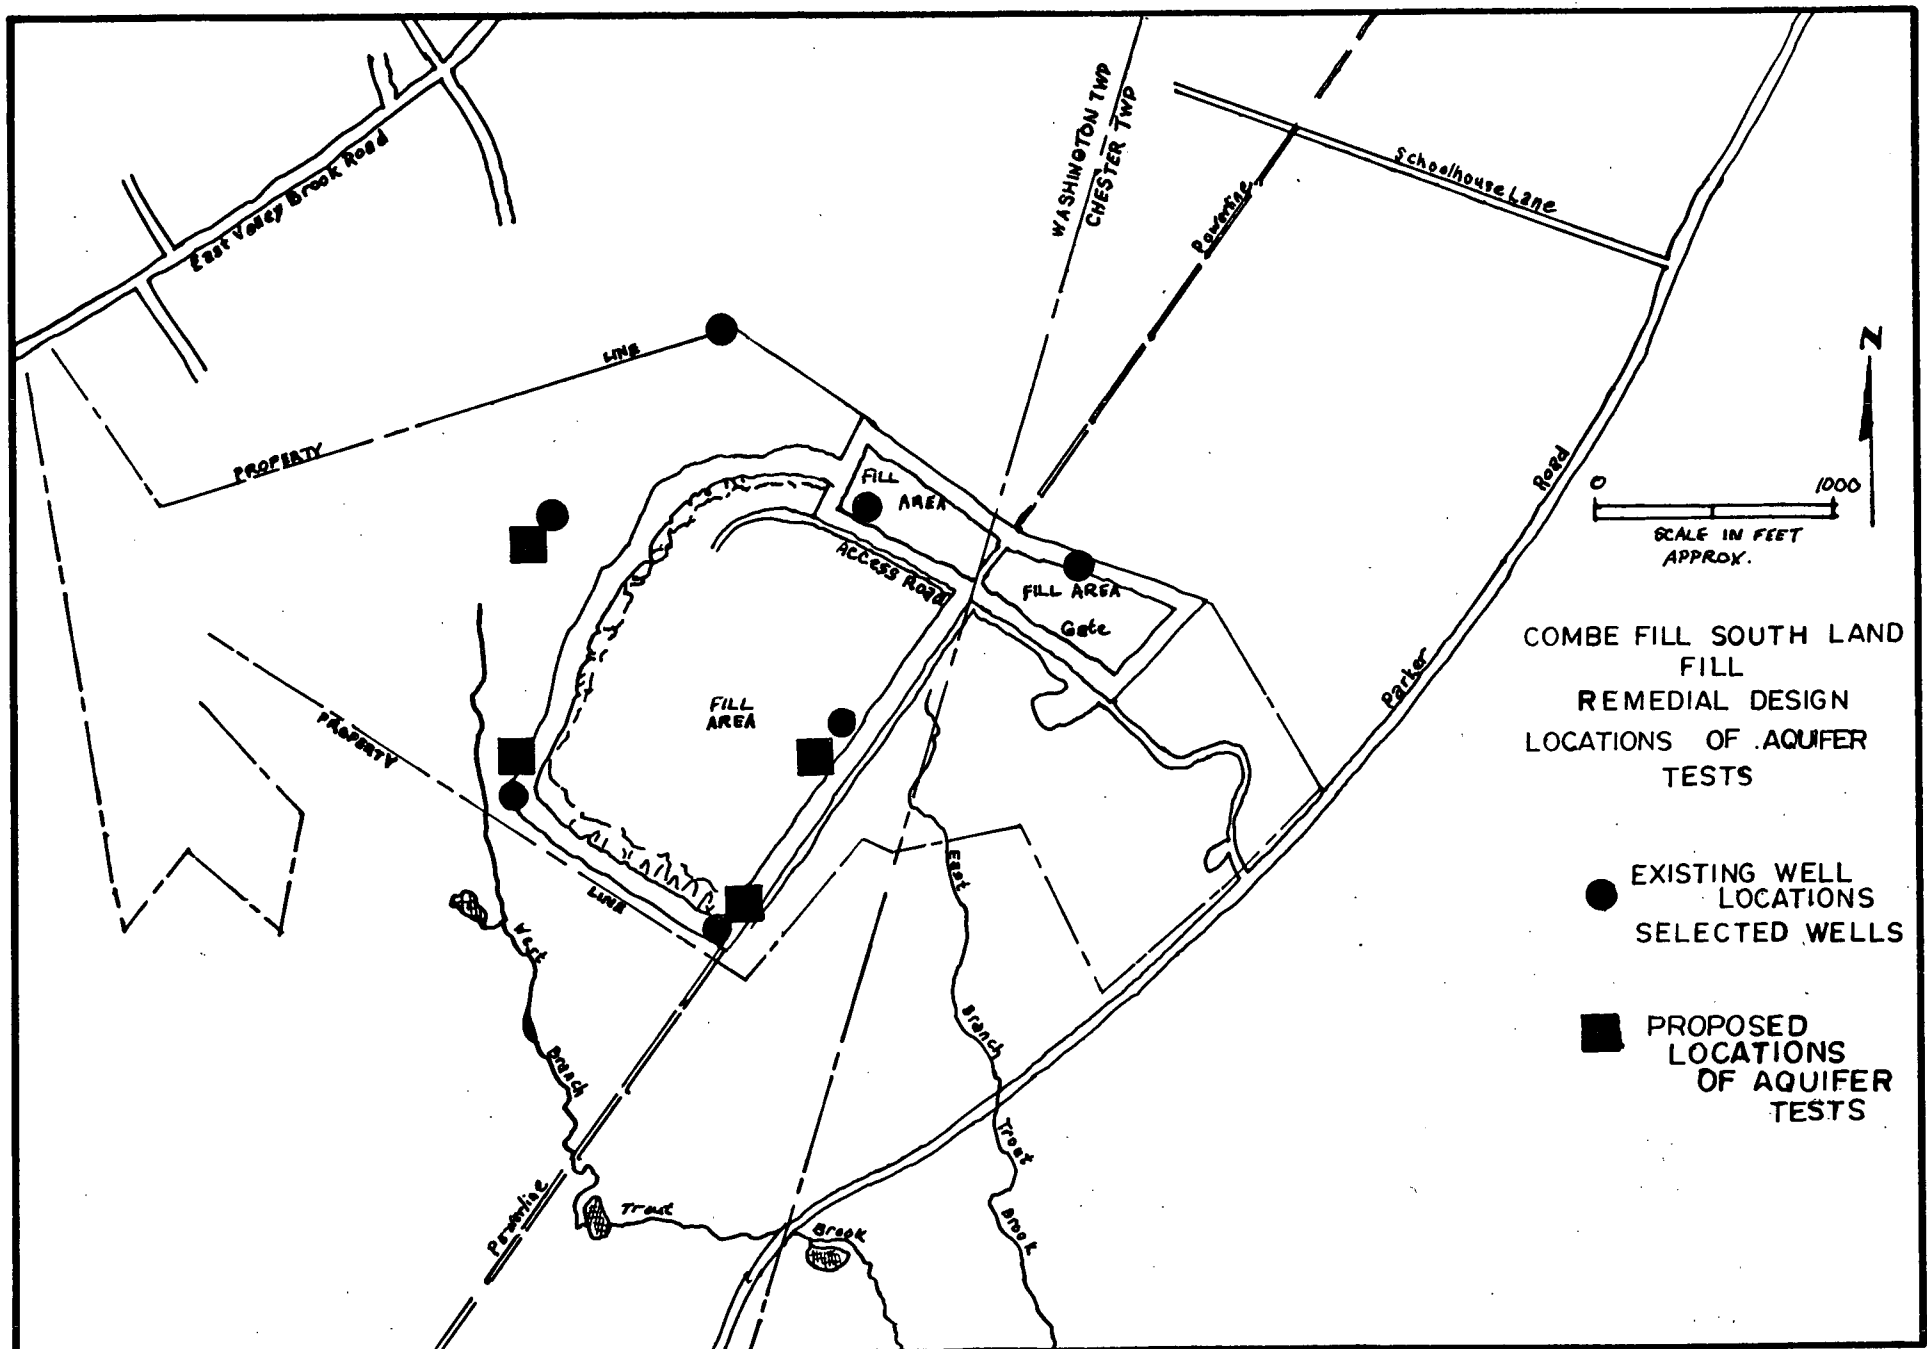 East Valley Brook Road
WASHINGTON TWP
CHESTER TWP
Powerline
Schoolhouse Lane
N
LINE
PROPERTY
FILL
AREA
ACCESS ROAD
FILL AREA
Gate
Road
Parker
0 1000
SCALE IN FEET
APPROX.
COMBE FILL SOUTH LAND
FILL
REMEDIAL DESIGN
LOCATIONS OF AQUIFER
TESTS
FILL
AREA
PROPERTY
LINE
East
Branch
Trout
Brook
West
Branch
Trout
Brook
Powerline
EXISTING WELL
LOCATIONS
SELECTED WELLS
PROPOSED
LOCATIONS
OF AQUIFER
TESTS